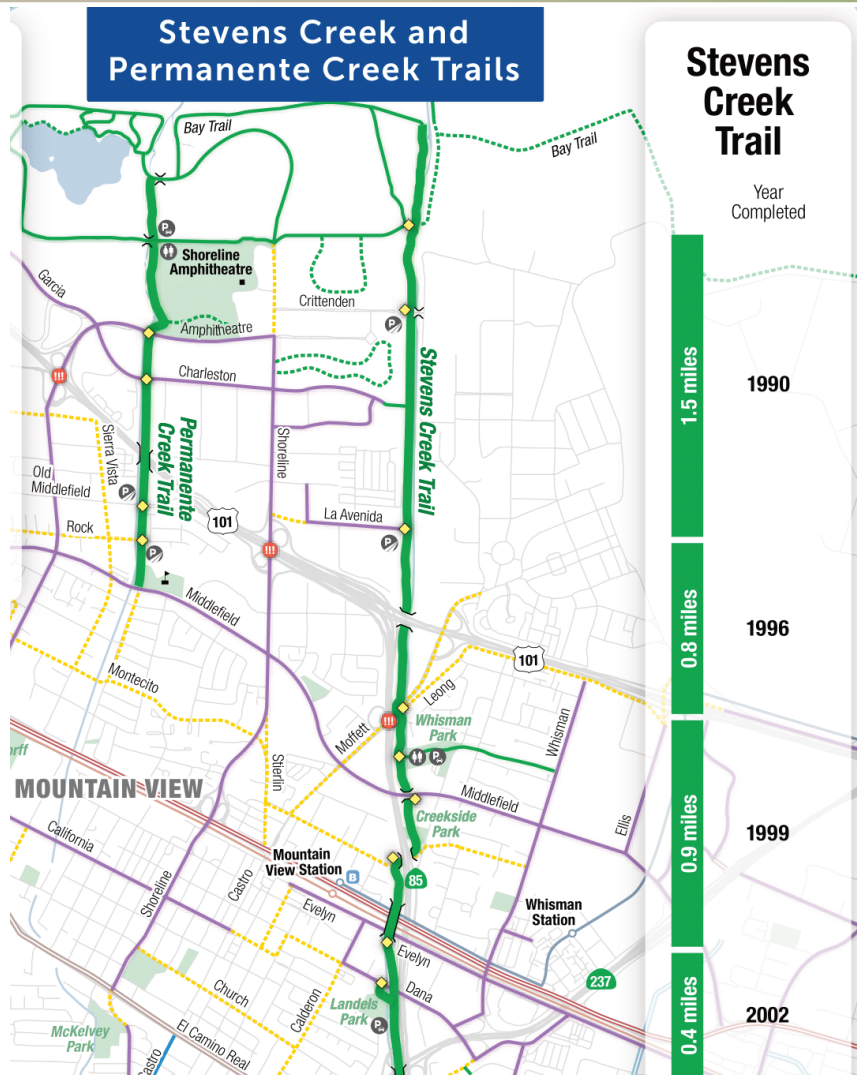 Stevens Creek and
Permanente Creek Trails
Stevens
Creek
Trail
Year
Completed
Bay Trail
Bay Trail
P
Shoreline
Amphitheatre
Garcia
Crittenden
P
Amphitheatre
1.5 miles
1990
Charleston
!!!
Stevens Creek Trail
Permanente
Creek Trail
Sierra Vista
Shoreline
Old
Middlefield
P
La Avenida
101
Rock
P
P
!!!
Middlefield
0.8 miles
1996
101
Montecito
Leong
Whisman
Park
!!!
Moffett
Whisman
P
Stierlin
orff
MOUNTAIN VIEW
Middlefield
Creekside
Park
Ellis
0.9 miles
1999
California
Mountain
View Station
B
85
Castro
Shoreline
Evelyn
Whisman
Station
Evelyn
237
Dana
Church
Calderon
Landels
Park
P
0.4 miles
2002
McKelvey
Park
El Camino Real
Castro